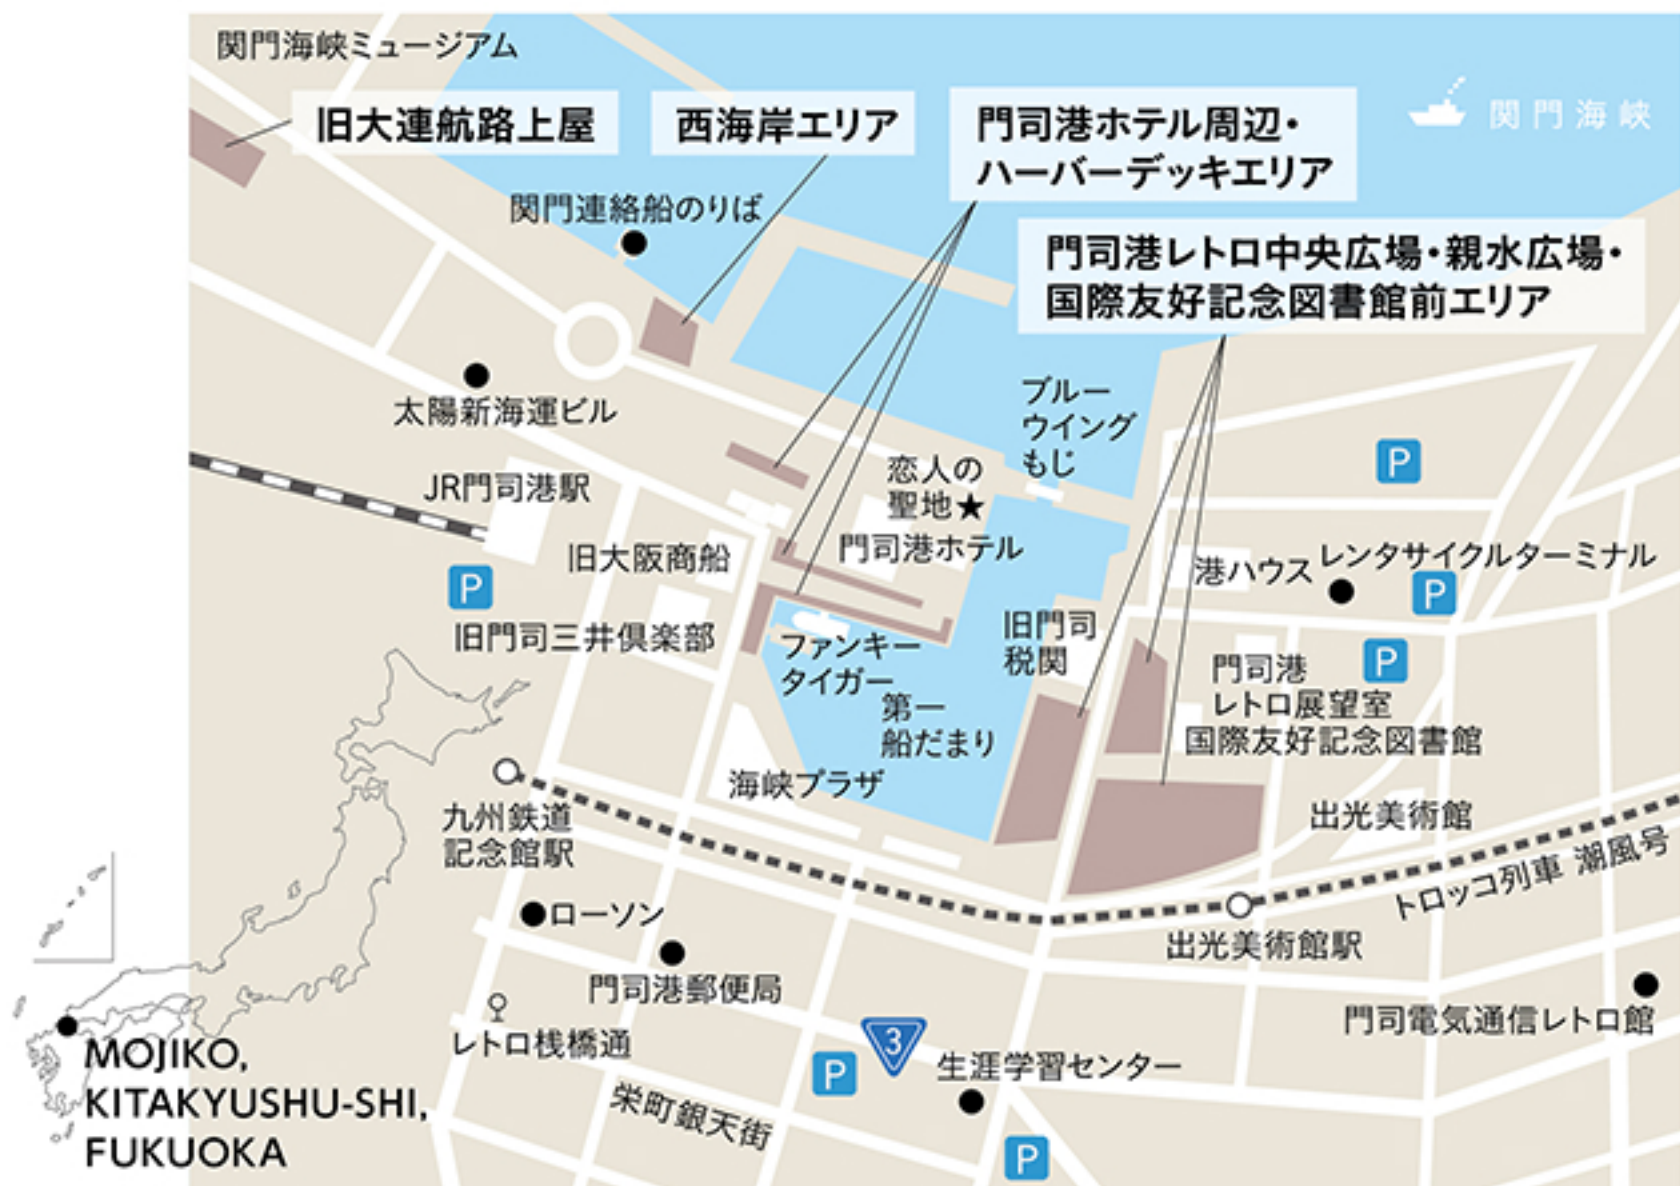 関門海峡ミュージアム
旧大連航路上屋
西海岸エリア
門司港ホテル周辺・
ハーバーデッキエリア
関門海峡
関門連絡船のりば
門司港レトロ中央広場・親水広場・
国際友好記念図書館前エリア
太陽新海運ビル
ブルー
ウイング
もじ
P
JR門司港駅
恋人の
聖地★
門司港ホテル
旧大阪商船
P
港ハウス
レンタサイクルターミナル
P
旧門司三井倶楽部
ファンキー
タイガー
旧門司
税関
P
門司港
レトロ展望室
国際友好記念図書館
第一
船だまり
海峡プラザ
九州鉄道
記念館駅
出光美術館
トロッコ列車 潮風号
ローソン
門司港郵便局
出光美術館駅
門司電気通信レトロ館
レトロ桟橋通
3
P
生涯学習センター
栄町銀天街
P
MOJIKO,
KITAKYUSHU-SHI,
FUKUOKA